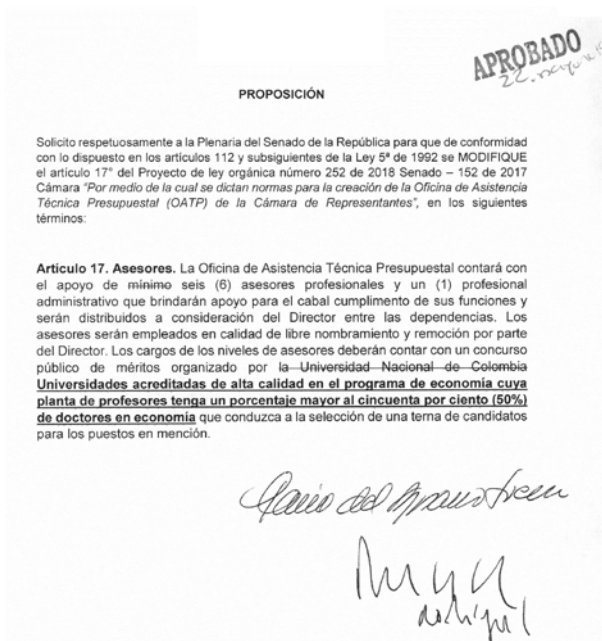 APROBADO
22.
PROPOSICIÓN
Solicito respetuosamente a la Plenaria del Senado de la República para que de conformidad
con lo dispuesto en los artículos 112 y subsiguientes de la Ley 5ª de 1992 se MODIFIQUE
el artículo 17° del Proyecto de ley orgánica número 252 de 2018 Senado – 152 de 2017
Cámara "Por medio de la cual se dictan normas para la creación de la Oficina de Asistencia
Técnica Presupuestal (OATP) de la Cámara de Representantes", en los siguientes
términos:
Articulo 17. Asesores. La Oficina de Asistencia Técnica Presupuestal contará con
el apoyo de mínimo seis (6) asesores profesionales y un (1) profesional
administrativo que brindarán apoyo para el cabal cumplimento de sus funciones y
serán distribuidos a consideración del Director entre las dependencias. Los
asesores serán empleados en calidad de libre nombramiento y remoción por parte
del Director. Los cargos de los niveles de asesores deberán contar con un concurso
público de méritos organizado por la Universidad Nacional de Colombia
Universidades acreditadas de alta calidad en el programa de economía cuya
planta de profesores tenga un porcentaje mayor al cincuenta por ciento (50%)
de doctores en economía que conduzca a la selección de una terna de candidatos
para los puestos en mención.